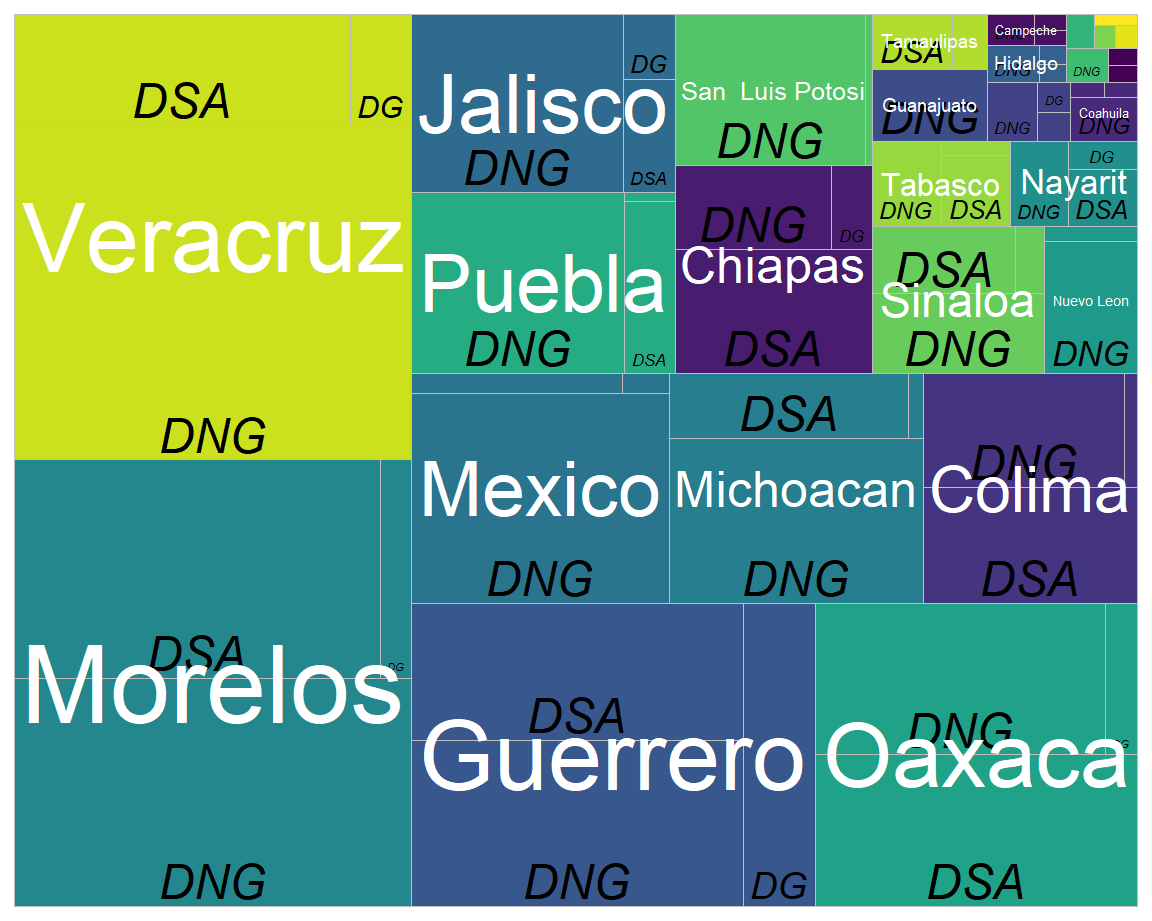 DSA
DG
Veracruz
DNG
DSA
Morelos
DG
DNG
Jalisco
DG
DNG
DSA
Puebla
DNG
DSA
San Luis Potosi
DNG
DNG
DG
Chiapas
DSA
Tamaulipas
DSA
Guanajuato
DNG
Campeche
DNG
Hidalgo
DNG
DNG
DNG
DG
Coahuila
DNG
Tabasco
DNG
DSA
DG
Nayarit
DNG
DSA
DSA
Sinaloa
DNG
Nuevo Leon
DNG
Mexico
DNG
DSA
Michoacan
DNG
DNG
Colima
DSA
DSA
Guerrero
DNG
DG
DNG
DG
Oaxaca
DSA